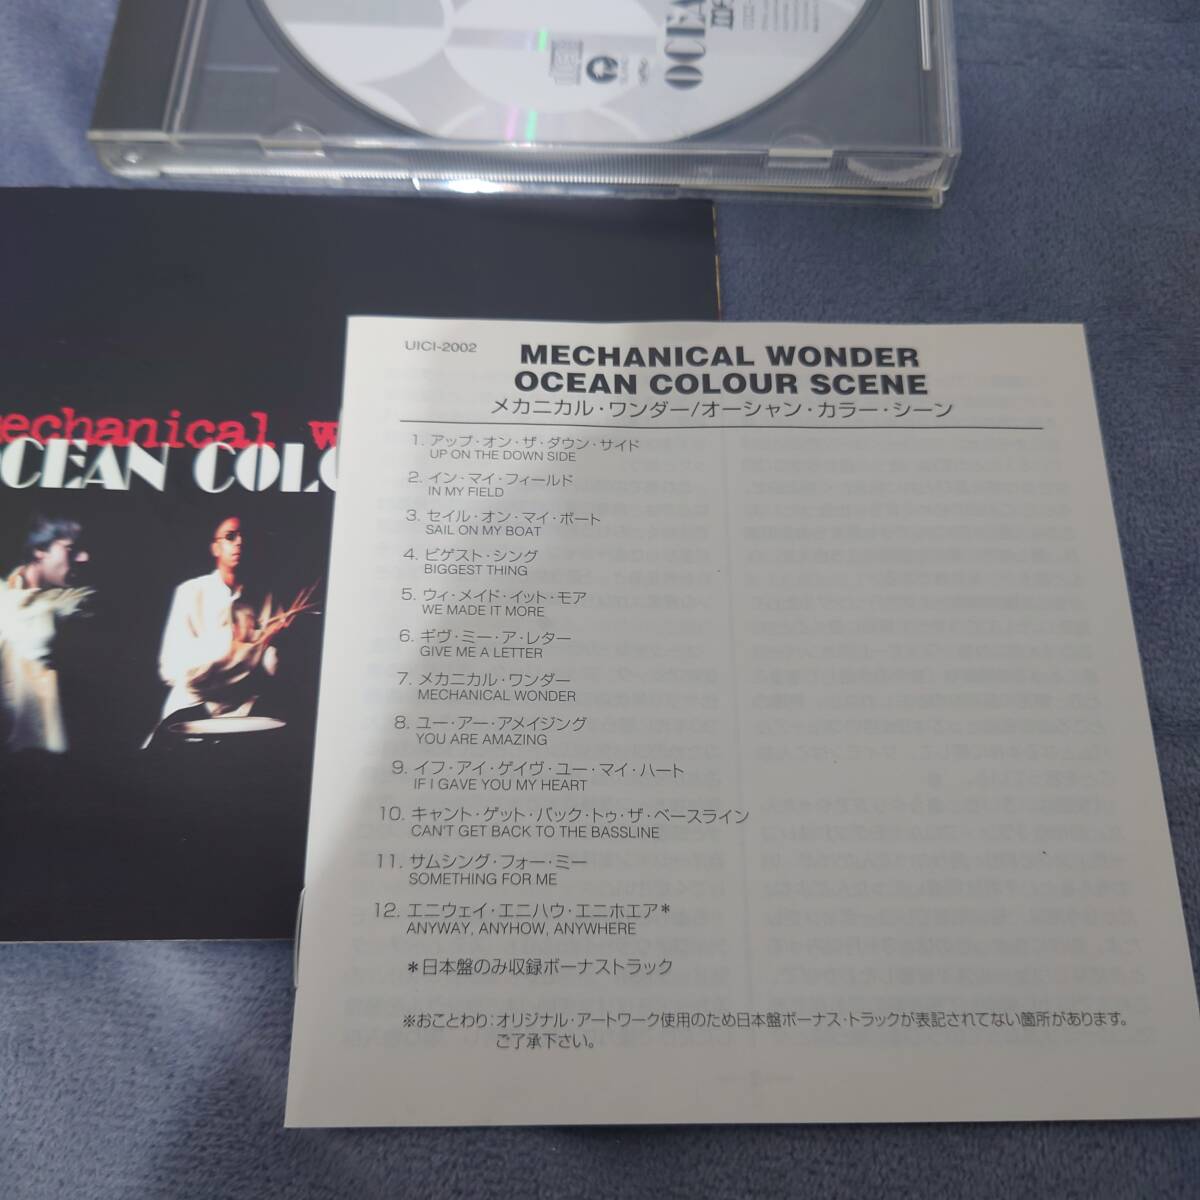 OCEA
mechanical w
OCEAN COLO
UICI-2002
MECHANICAL WONDER
OCEAN COLOUR SCENE
メカニカル・ワンダー/オーシャン・カラー・シーン
1. アップ・オン・ザ・ダウン・サイド
UP ON THE DOWN SIDE
2. イン・マイ・フィールド
IN MY FIELD
3. セイル・オン・マイ・ボート
SAIL ON MY BOAT
4. ビゲスト・シング
BIGGEST THING
5. ウィ・メイド・イット・モア
WE MADE IT MORE
6. ギヴ・ミー・ア・レター
GIVE ME A LETTER
7. メカニカル・ワンダー
MECHANICAL WONDER
8. ユー・アー・アメイジング
YOU ARE AMAZING
9. イフ・アイ・ゲイヴ・ユー・マイ・ハート
IF I GAVE YOU MY HEART
10. キャント・ゲット・バック・トゥ・ザ・ベースライン
CAN'T GET BACK TO THE BASSLINE
11. サムシング・フォー・ミー
SOMETHING FOR ME
12. エニウェイ・エニハウ・エニホエア*
ANYWAY, ANYHOW, ANYWHERE
*日本盤のみ収録ボーナストラック
※おことわり:オリジナル・アートワーク使用のため日本盤ボーナス・トラックが表記されてない箇所があります。
ご了承下さい。